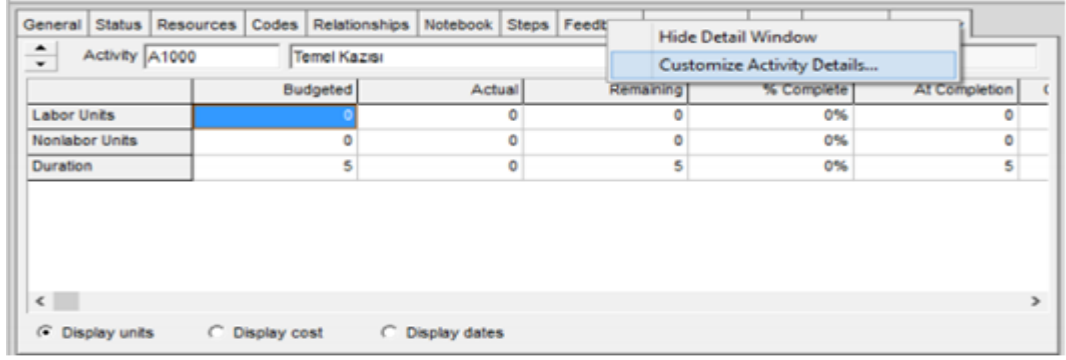 General Status Resources Codes Relationships Notebook Steps
Hide Detail Window
Activity A1000 Temel Kazısı
Customize Activity Details...
Budgeted Actual Remaining % Complete At Completion
Labor Units 0 0 0 0% 0
Nonlabor Units 0 0 0 0% 0
Duration 5 0 5 0% 5
Display units Display cost Display dates